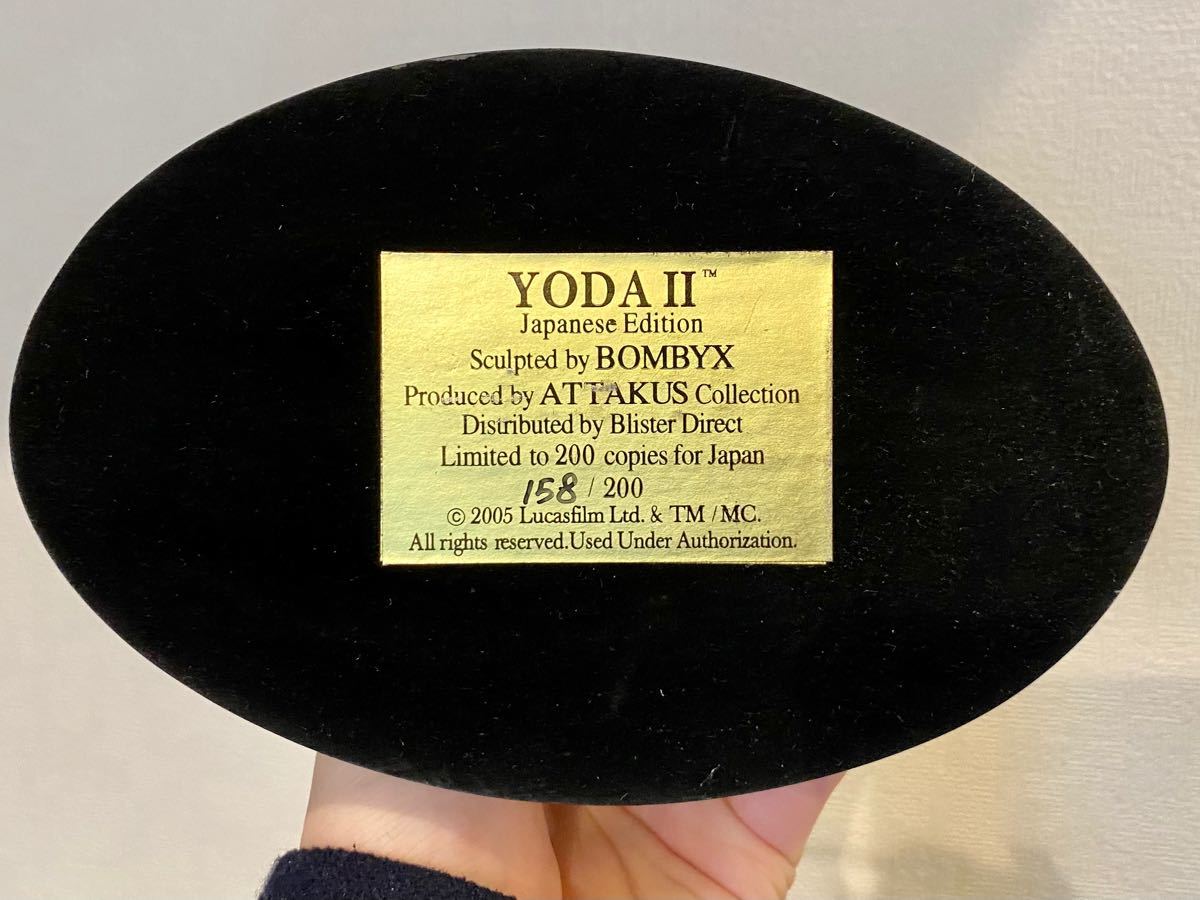 YODA II™
Japanese Edition
Sculpted by BOMBYX
Produced by ATTAKUS Collection
Distributed by Blister Direct
Limited to 200 copies for Japan
158 / 200
© 2005 Lucasfilm Ltd. & TM / MC.
All rights reserved.Used Under Authorization.